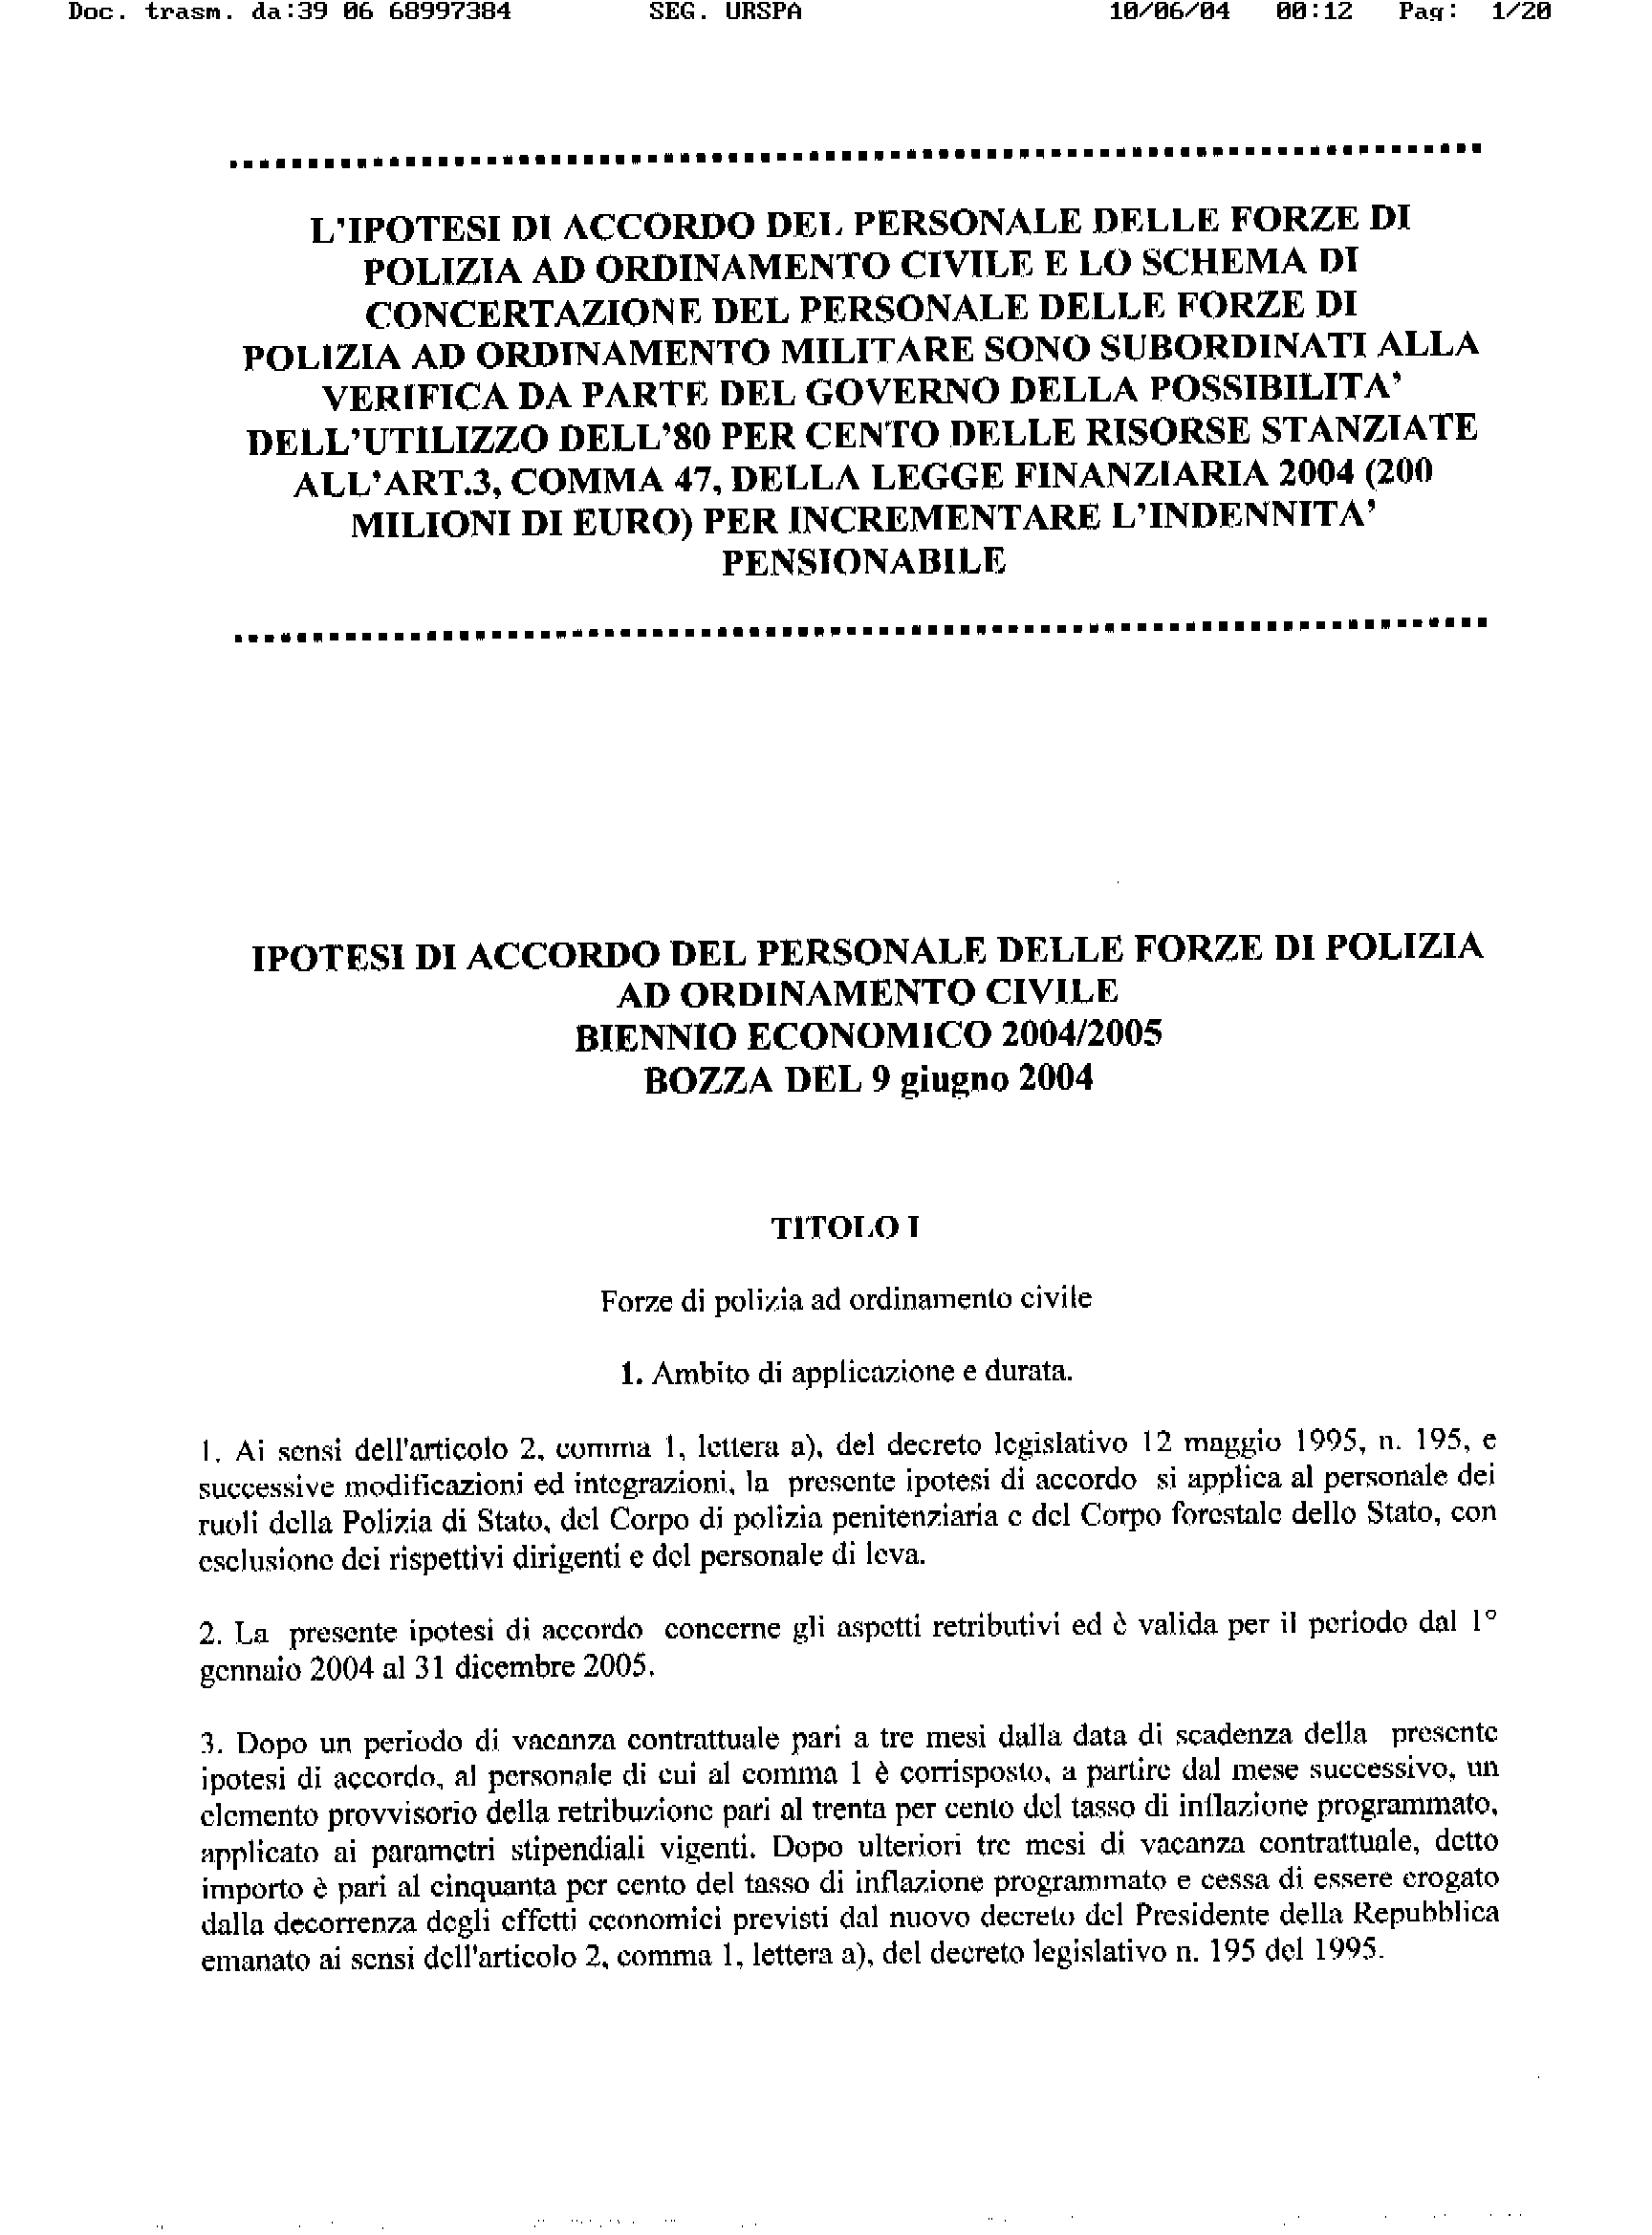 Doc. trasm. da:39 06 68997384 SEG. URSPA 10/06/04 00:12 Pag: 1/20
L'IPOTESI DI ACCORDO DEL PERSONALE DELLE FORZE DI
POLIZIA AD ORDINAMENTO CIVILE E LO SCHEMA DI
CONCERTAZIONE DEL PERSONALE DELLE FORZE DI
POLIZIA AD ORDINAMENTO MILITARE SONO SUBORDINATI ALLA
VERIFICA DA PARTE DEL GOVERNO DELLA POSSIBILITA'
DELL'UTILIZZO DELL'80 PER CENTO DELLE RISORSE STANZIATE
ALL'ART.3, COMMA 47, DELLA LEGGE FINANZIARIA 2004 (200
MILIONI DI EURO) PER INCREMENTARE L'INDENNITA'
PENSIONABILE
IPOTESI DI ACCORDO DEL PERSONALE DELLE FORZE DI POLIZIA
AD ORDINAMENTO CIVILE
BIENNIO ECONOMICO 2004/2005
BOZZA DEL 9 giugno 2004
TITOLO I
Forze di polizia ad ordinamento civile
1. Ambito di applicazione e durata.
1. Ai sensi dell'articolo 2, comma 1, lettera a), del decreto legislativo 12 maggio 1995, n. 195, e
successive modificazioni ed integrazioni, la presente ipotesi di accordo si applica al personale dei
ruoli della Polizia di Stato, del Corpo di polizia penitenziaria e del Corpo forestale dello Stato, con
esclusione dei rispettivi dirigenti e del personale di leva.
2. La presente ipotesi di accordo concerne gli aspetti retributivi ed è valida per il periodo dal 1°
gennaio 2004 al 31 dicembre 2005.
3. Dopo un periodo di vacanza contrattuale pari a tre mesi dalla data di scadenza della presente
ipotesi di accordo, al personale di cui al comma 1 è corrisposto, a partire dal mese successivo, un
elemento provvisorio della retribuzione pari al trenta per cento del tasso di inflazione programmato,
applicato ai parametri stipendiali vigenti. Dopo ulteriori tre mesi di vacanza contrattuale, detto
importo è pari al cinquanta per cento del tasso di inflazione programmato e cessa di essere erogato
dalla decorrenza degli effetti economici previsti dal nuovo decreto del Presidente della Repubblica
emanato ai sensi dell'articolo 2, comma 1, lettera a), del decreto legislativo n. 195 del 1995.